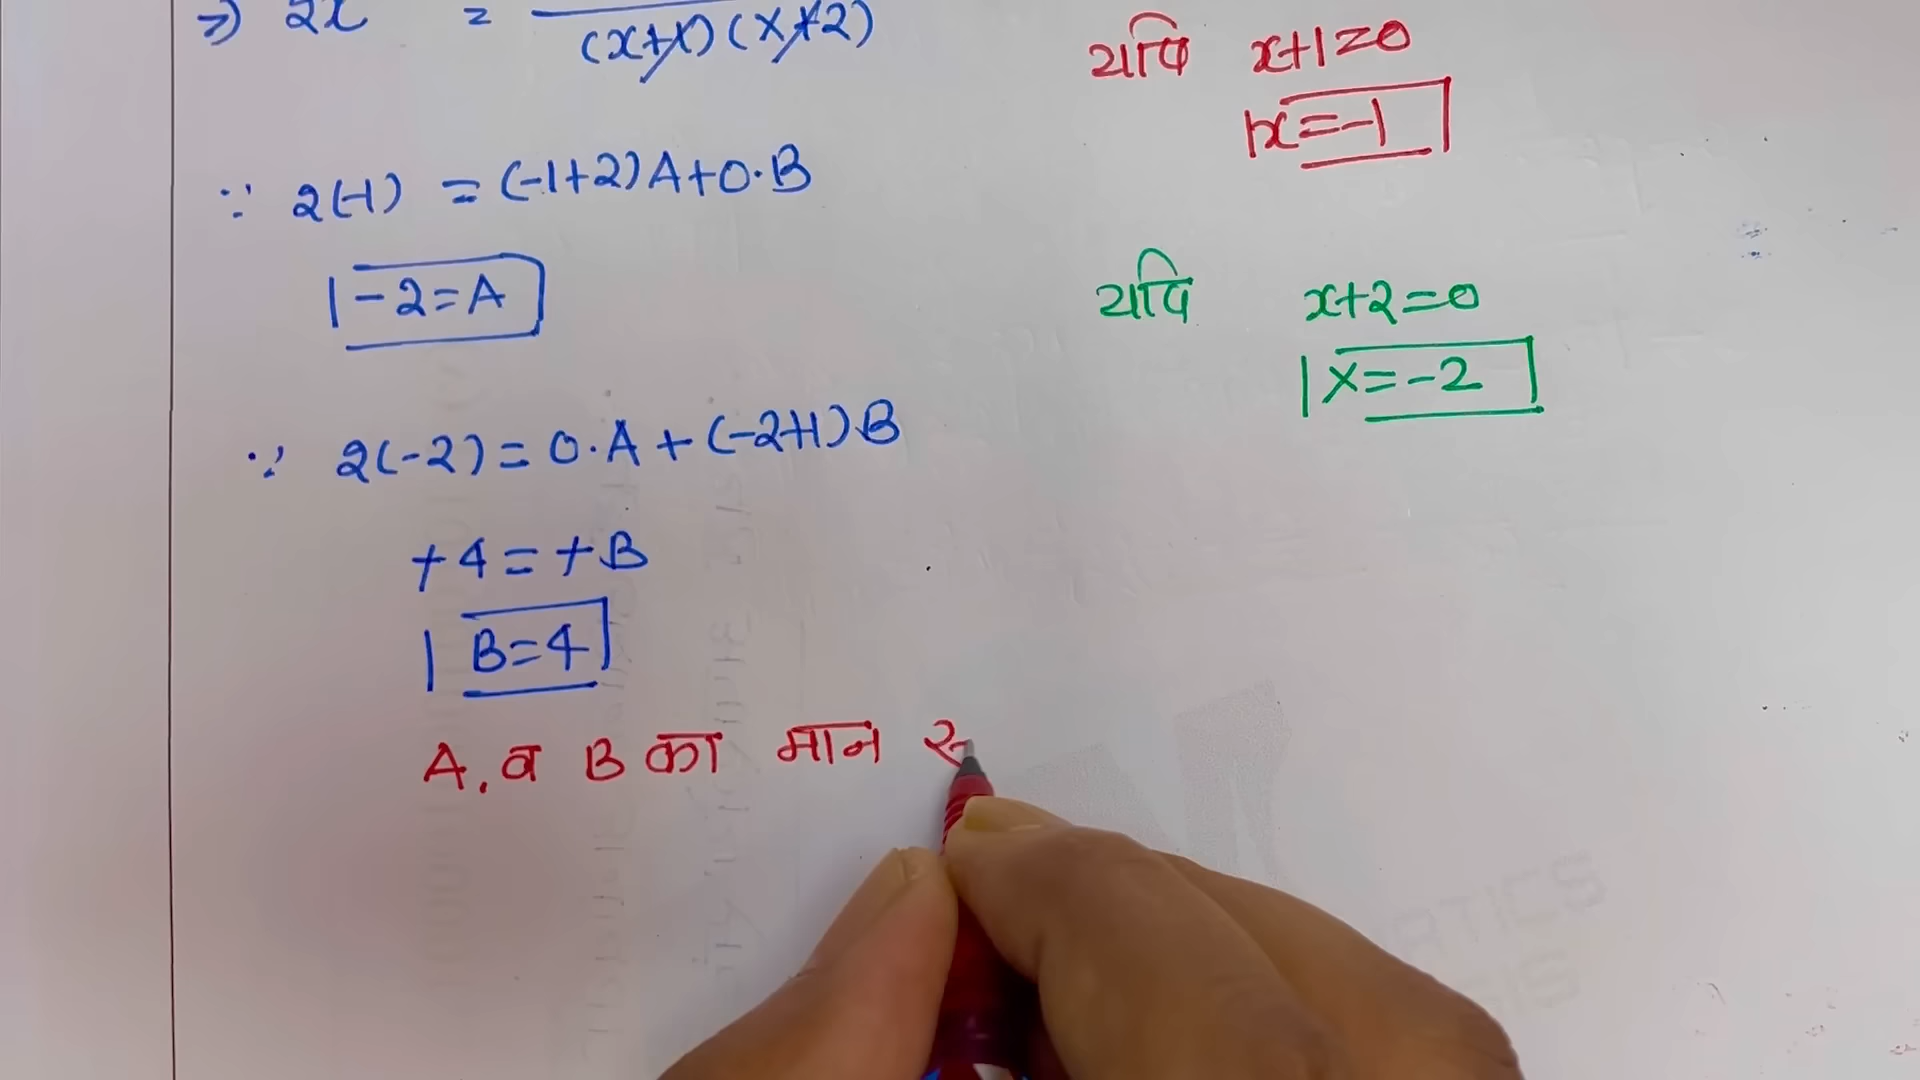 ⇒ 2x =
(x+1)(x+2)
∵ 2(-1) = (-1+2)A+0·B
-2=A
∵ 2(-2)=0·A+(-2+1)B
+4=+B
B=4
A, व B का मान
यदि x+1=0
x=-1
यदि x+2=0
x=-2